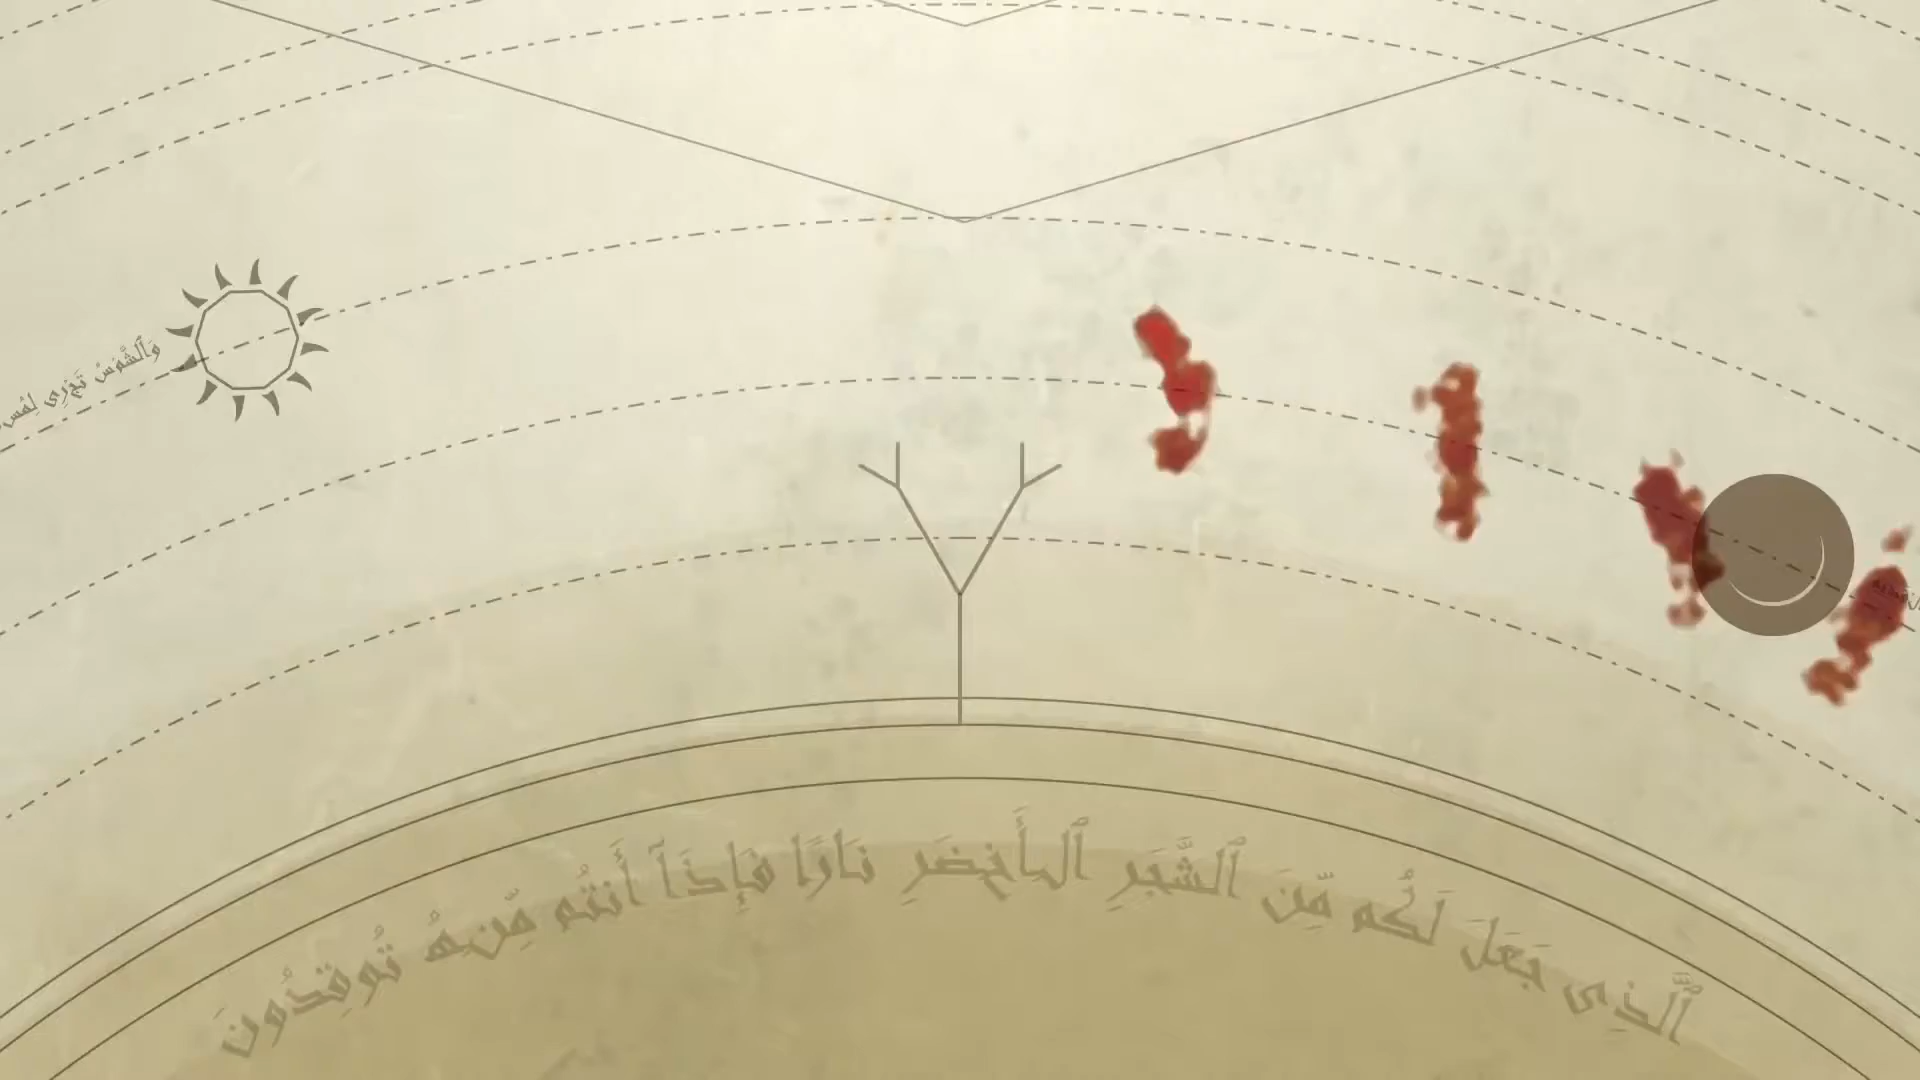 ٱلَّذِى جَعَلَ لَكُم مِّنَ ٱلشَّجَرِ ٱلْأَخْضَرِ نَارًا فَإِذَآ أَنتُم مِّنْهُ تُوقِدُونَ
وَٱلشَّمْسُ تَجْرِى